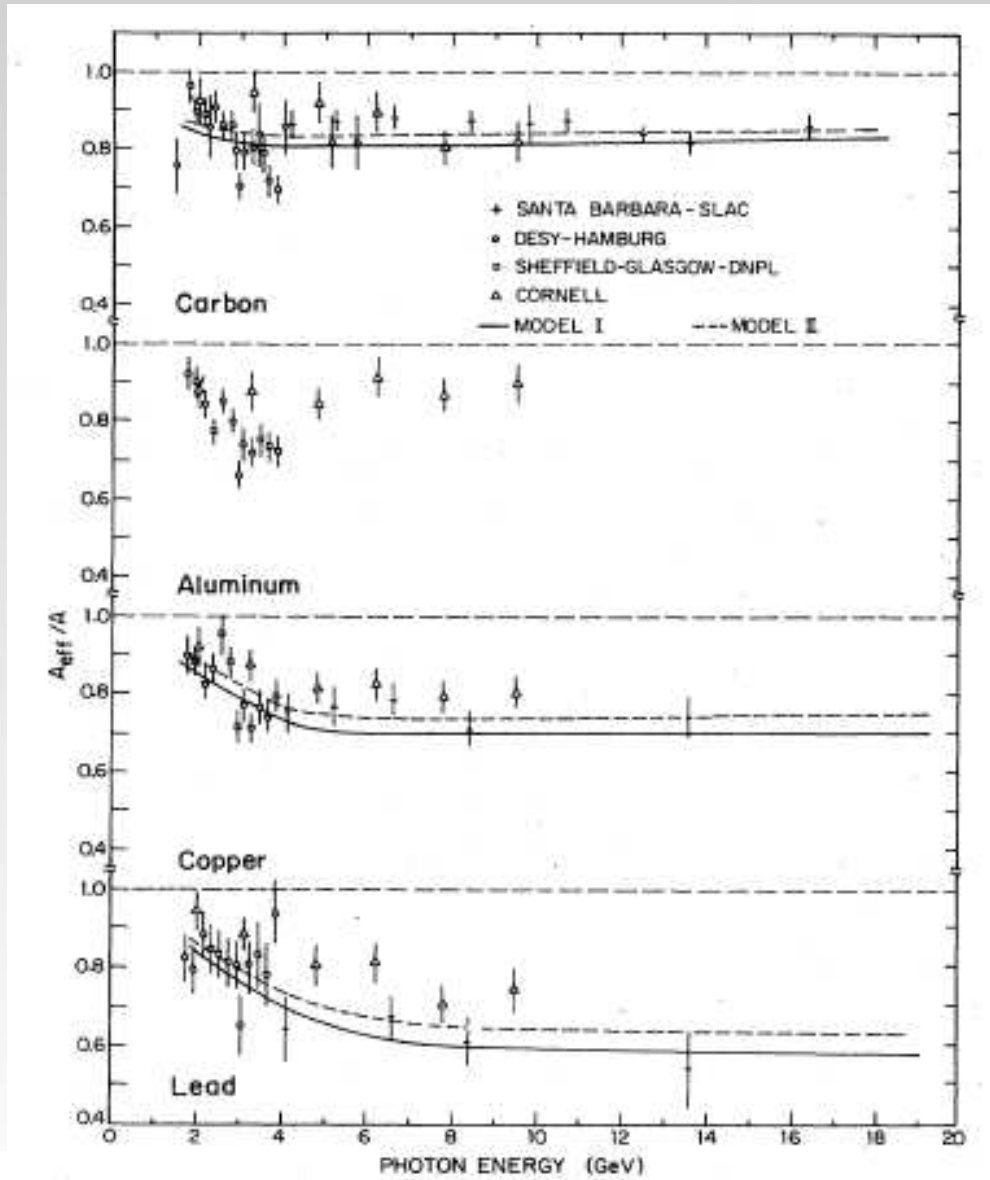 1.0
0.8
0.6
0.4
+ SANTA BARBARA - SLAC
DESY-HAMBURG
SHEFFIELD-GLASGOW-DNPL
△ CORNELL
— MODEL I --- MODEL II
Carbon
1.0
0.8
0.6
0.4
Aluminum
A_eff/A
1.0
0.8
0.6
0.4
Copper
1.0
0.8
0.6
0.4
Lead
0 2 4 6 8 10 12 14 16 18 20
PHOTON ENERGY (GeV)